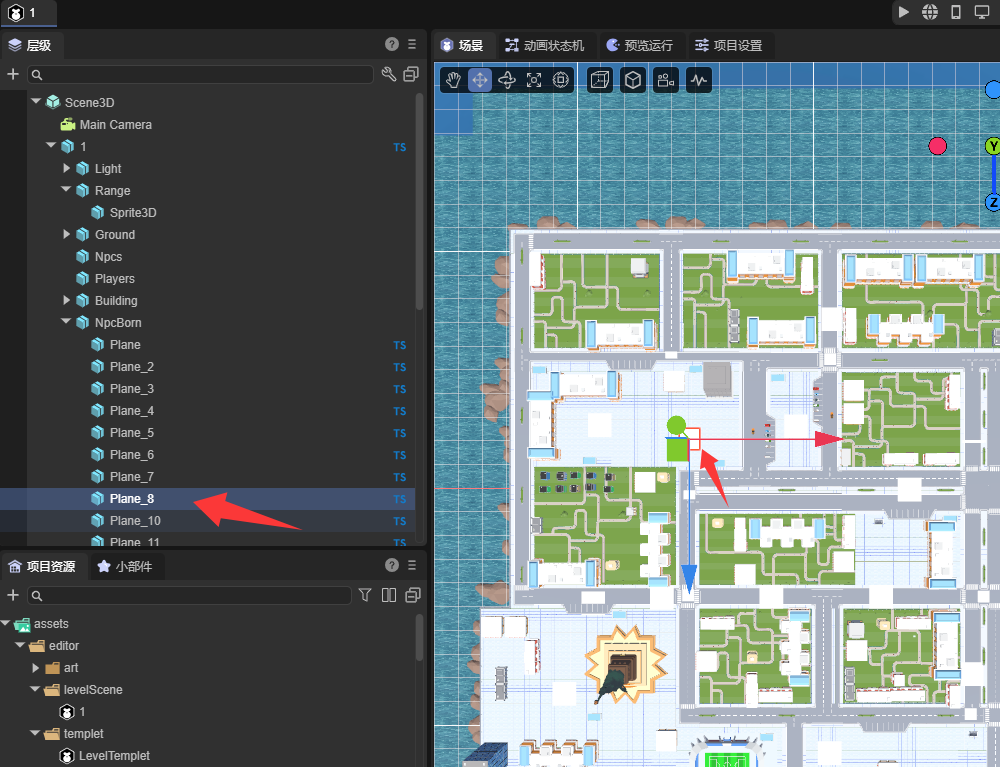 1
层级
场景
动画状态机
预览运行
项目设置
Scene3D
Main Camera
1 TS
Light
Range
Sprite3D
Ground
Npcs
Players
Building
NpcBorn
Plane TS
Plane_2 TS
Plane_3 TS
Plane_4 TS
Plane_5 TS
Plane_6 TS
Plane_7 TS
Plane_8 TS
Plane_10 TS
Plane_11 TS
Y
Z
项目资源
小部件
assets
editor
art
levelScene
1
templet
LevelTemplet